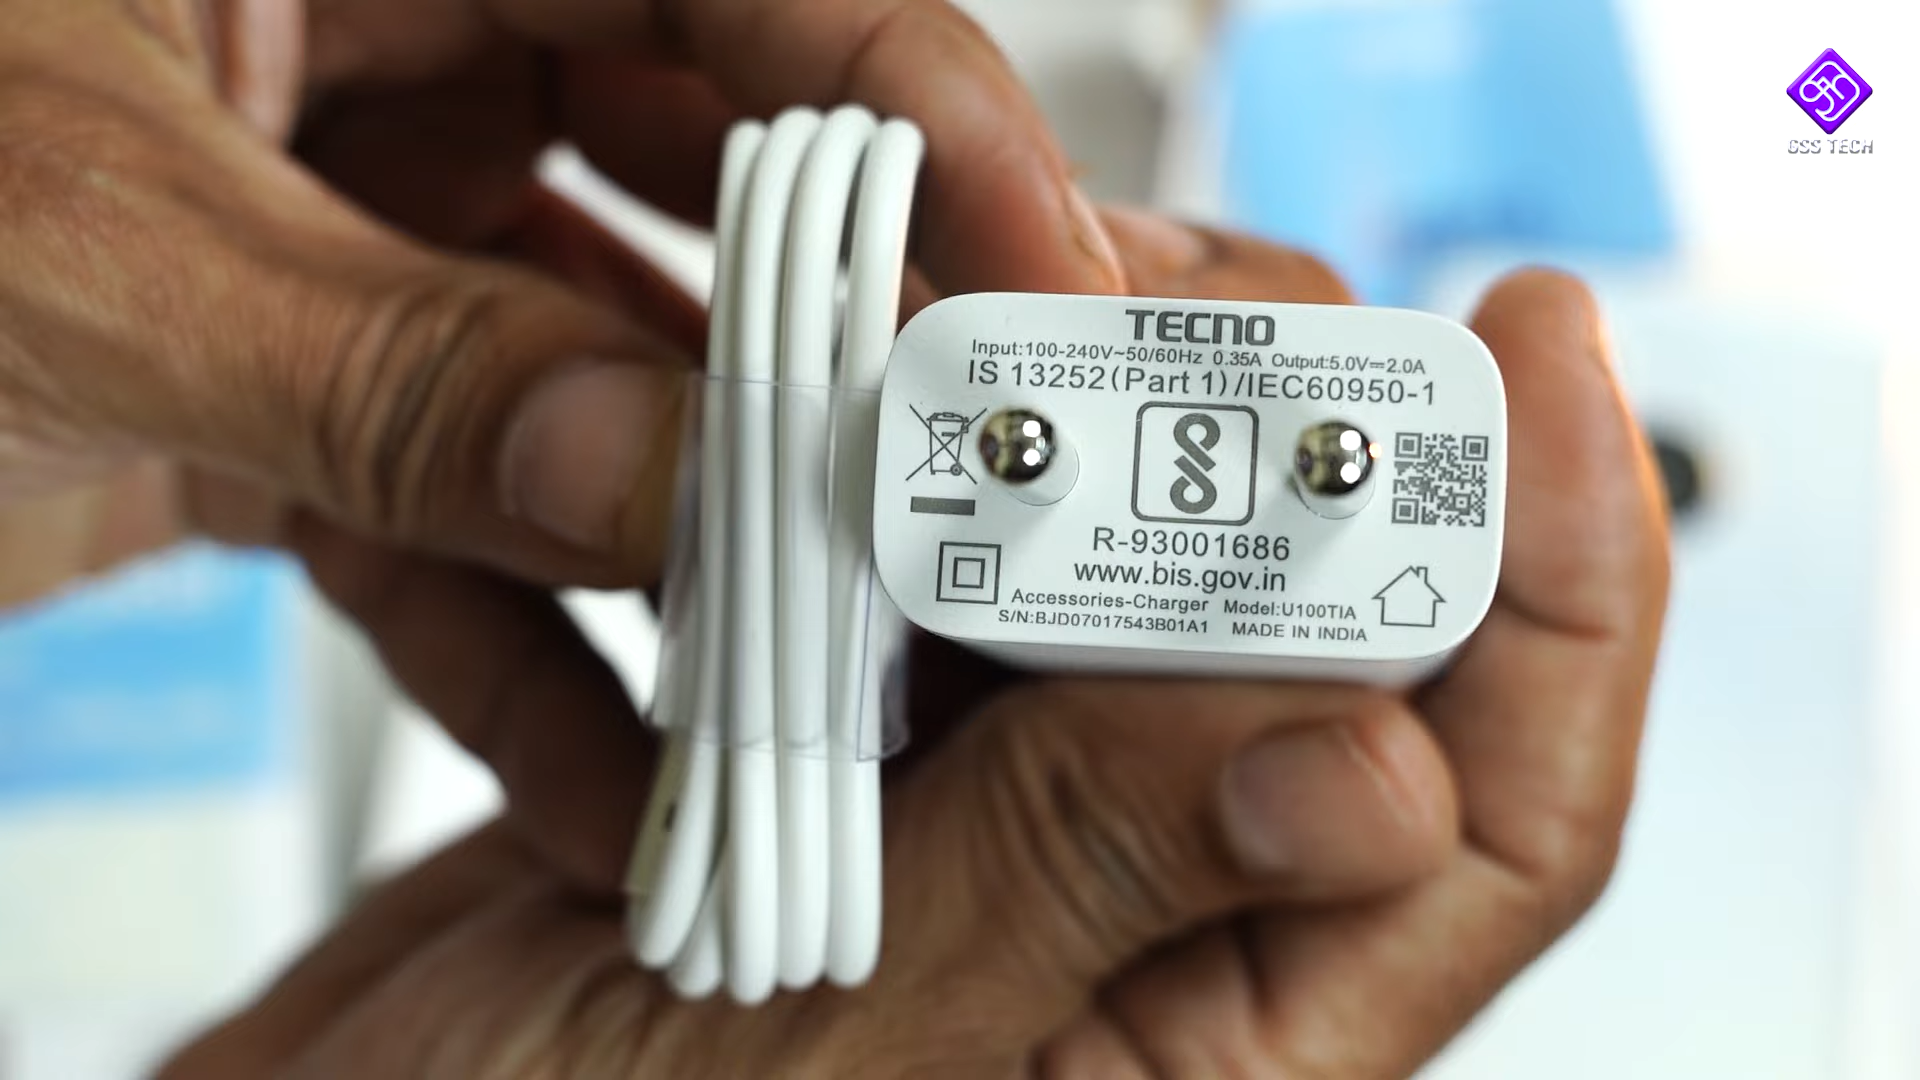 GSS TECH
TECNO
Input:100-240V~50/60Hz 0.35A Output:5.0V⎓2.0A
IS 13252(Part 1)/IEC60950-1
R-93001686
www.bis.gov.in
Accessories-Charger Model:U100TIA
S/N:BJD07017543B01A1 MADE IN INDIA